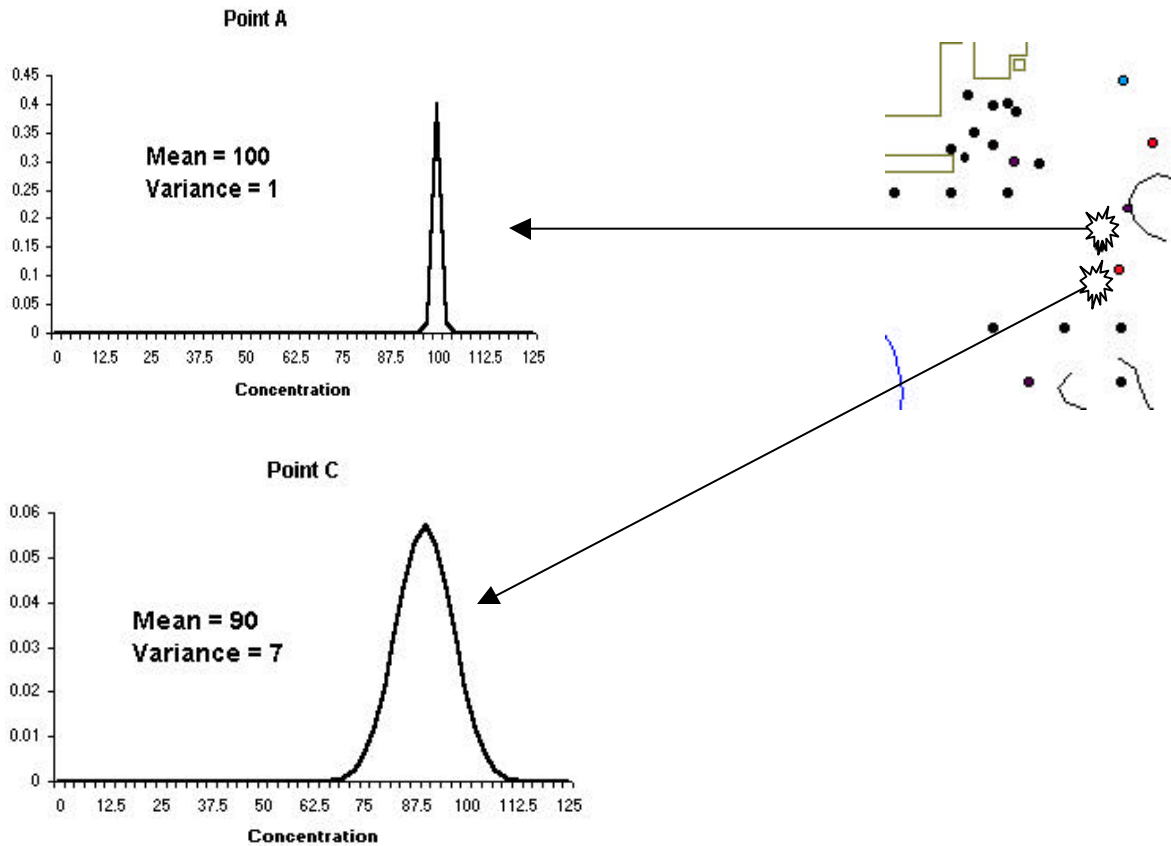 Point A
0.45
0.4
0.35
0.3
0.25
0.2
0.15
0.1
0.05
0
Mean = 100
Variance = 1
0 12.5 25 37.5 50 62.5 75 87.5 100 112.5 125
Concentration
Point C
0.06
0.05
0.04
0.03
0.02
0.01
0
Mean = 90
Variance = 7
0 12.5 25 37.5 50 62.5 75 87.5 100 112.5 125
Concentration